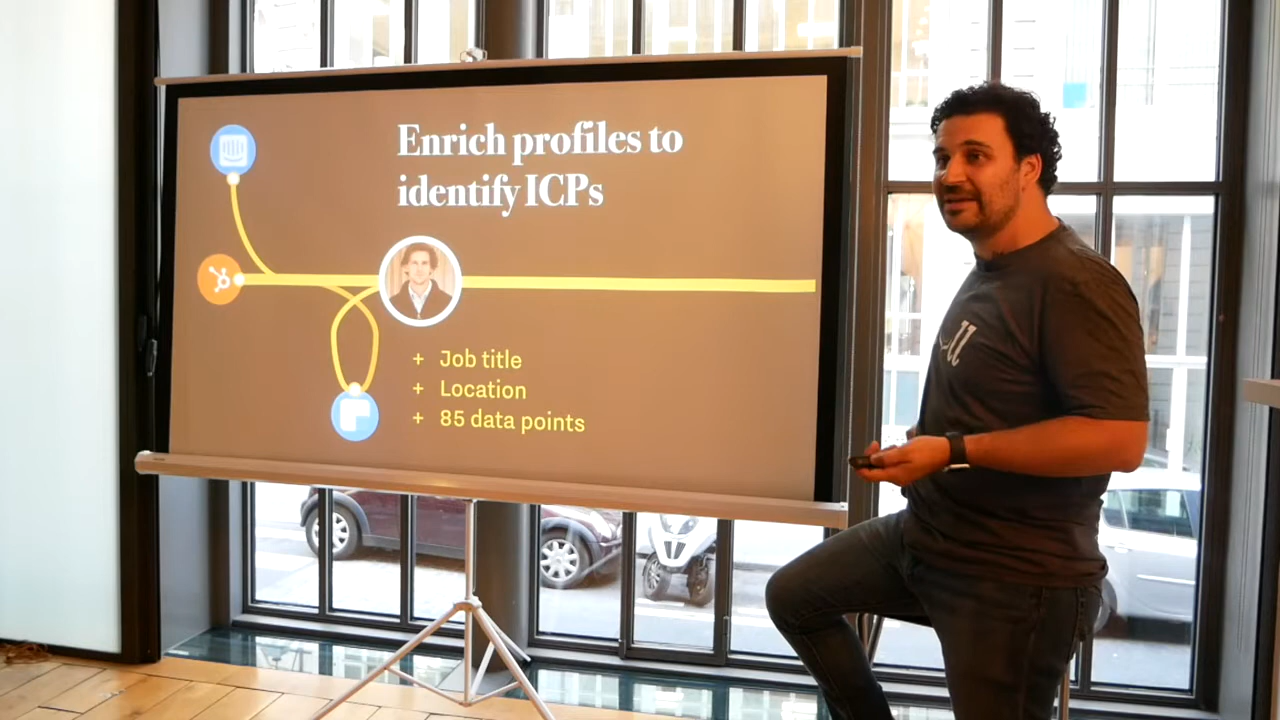 Enrich profiles to
identify ICPs
+ Job title
+ Location
+ 85 data points